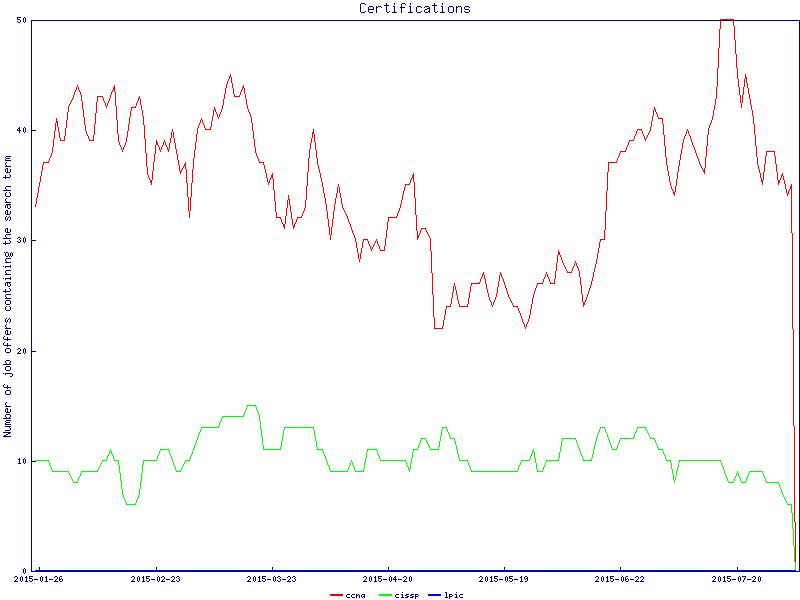 Certifications
Number of job offers containing the search term
50
40
30
20
10
0
2015-01-26 2015-02-23 2015-03-23 2015-04-20 2015-05-19 2015-06-22 2015-07-20
ccna cissp lpic